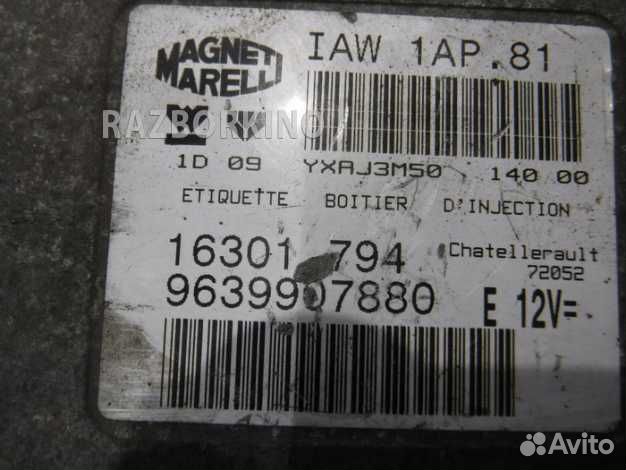 MAGNETI MARELLI
IAW 1AP.81
RAZBORKINO
1D 09 YXAJ3M50 140 00
ETIQUETTE BOITIER D'INJECTION
16301 794 Chatellerault 72052
9639907880 E 12V=
Avito